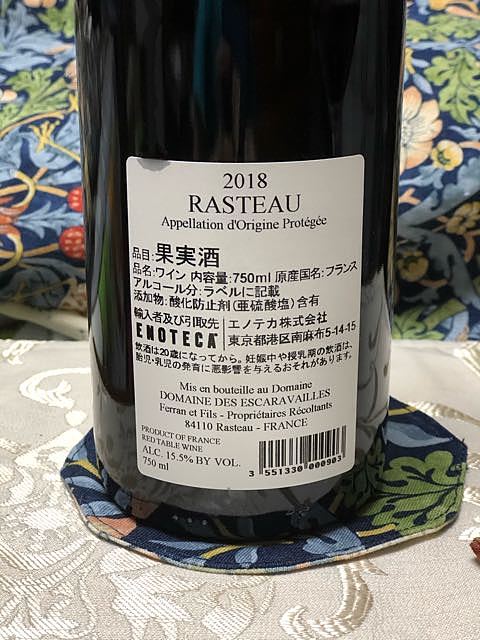 2018
RASTEAU
Appellation d'Origine Protégée
品目:果実酒
品名:ワイン 内容量:750ml 原産国名:フランス
アルコール分:ラベルに記載
添加物:酸化防止剤(亜硫酸塩)含有
輸入者及び引取先 エノテカ株式会社
ENOTECA 東京都港区南麻布5-14-15
飲酒は20歳になってから。妊娠中や授乳期の飲酒は、
胎児・乳児の発育に悪影響を与えるおそれがあります。
Mis en bouteille au Domaine
DOMAINE DES ESCARAVAILLES
Ferran et Fils - Propriétaires Récoltants
84110 Rasteau - FRANCE
PRODUCT OF FRANCE
RED TABLE WINE
ALC. 15.5% BY VOL.
750 ml
3 551330 000903